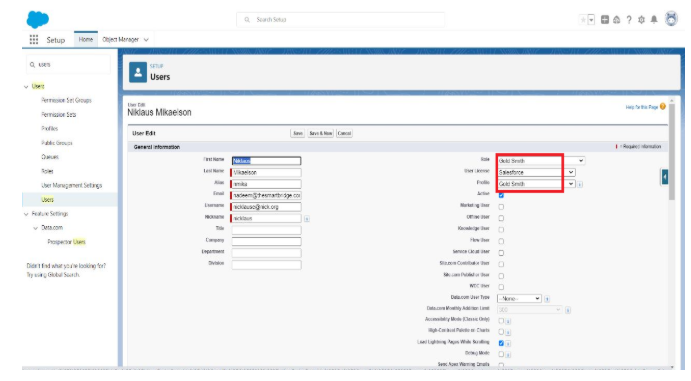 Search Setup
Setup Home Object Manager
users
SETUP
Users
Users
Permission Set Groups
Permission Sets
Profiles
Public Groups
Queues
Roles
User Management Settings
Users
Feature Settings
Data.com
Prospector Users
Didn't find what you're looking for?
Try using Global Search.
User Edit
Niklaus Mikaelson
Help for this Page
User Edit Save Save & New Cancel
General Information = Required Information
First Name Niklaus
Last Name Mikaelson
Alias nmika
Email nadeem@thesmartbridge.co
Username
Nickname nicklaus
Title
Company
Department
Division
Role Gold Smith
User License Salesforce
Profile Gold Smith
Active
Marketing User
Offline User
Knowledge User
Flow User
Service Cloud User
Site.com Contributor User
Site.com Publisher User
WDC User
Data.com User Type --None--
Data.com Monthly Addition Limit 300
Accessibility Mode (Classic Only)
High-Contrast Palette on Charts
Load Lightning Pages While Scrolling
Debug Mode
Send Apex Warning Emails